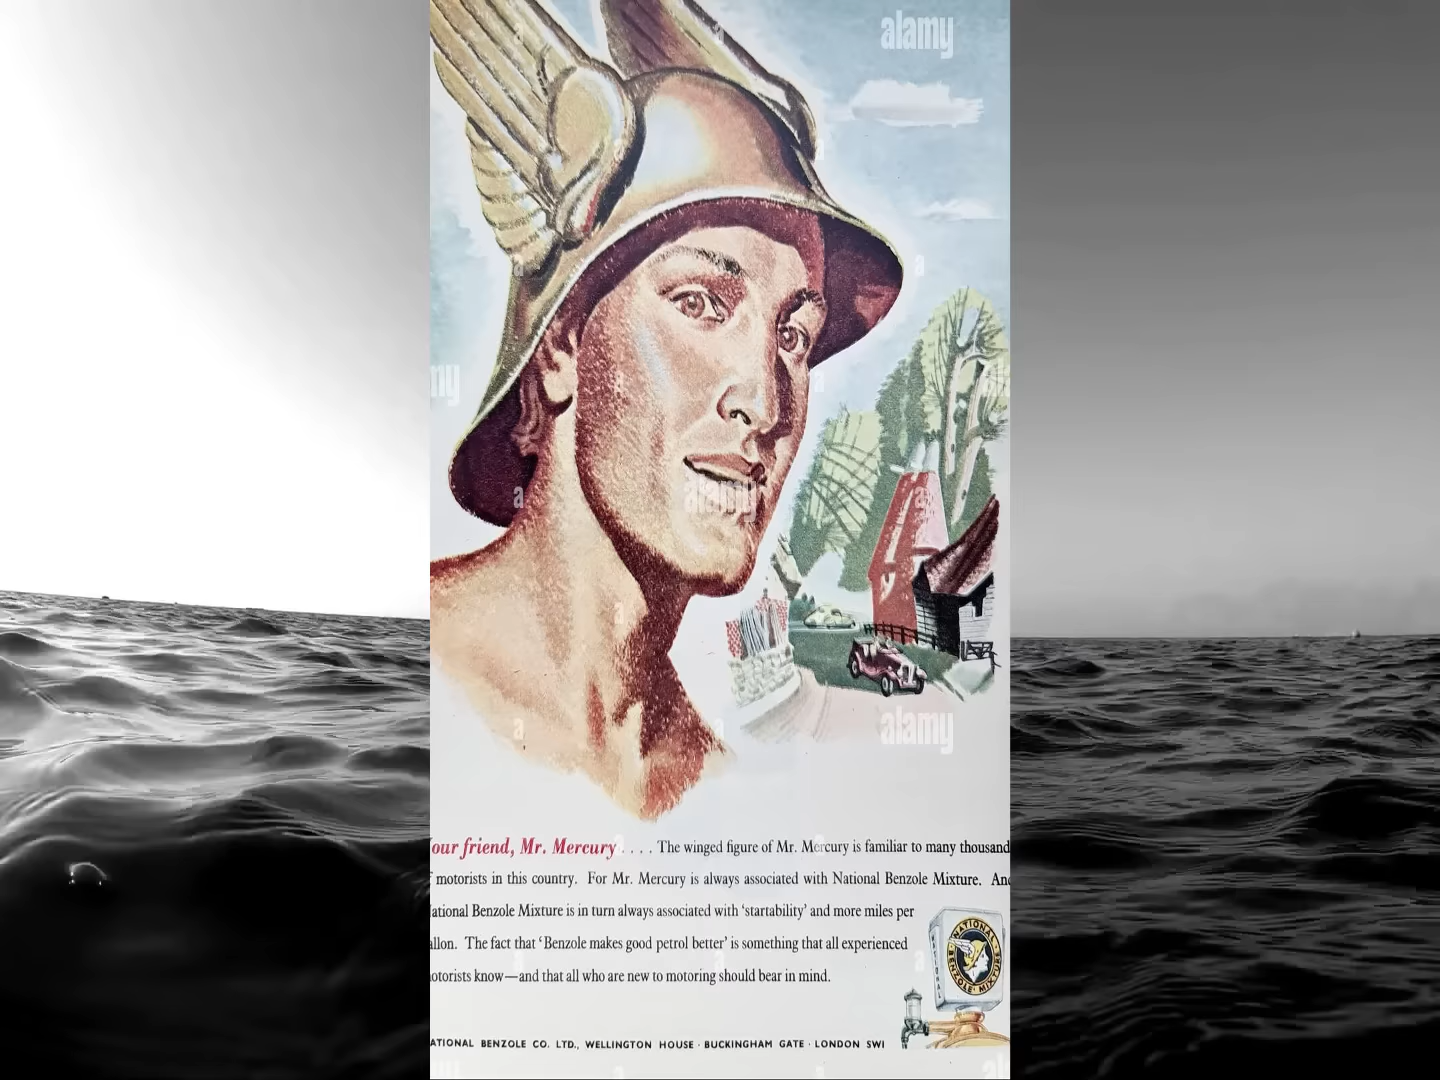 our friend, Mr. Mercury . . . . The winged figure of Mr. Mercury is familiar to many thousand
motorists in this country. For Mr. Mercury is always associated with National Benzole Mixture. An
ational Benzole Mixture is in turn always associated with ‘startability’ and more miles per
allon. The fact that ‘Benzole makes good petrol better’ is something that all experienced
otorists know—and that all who are new to motoring should bear in mind.
NATIONAL
BENZOLE MIXTURE
ATIONAL BENZOLE CO. LTD., WELLINGTON HOUSE · BUCKINGHAM GATE · LONDON SW1
alamy
alamy
alamy